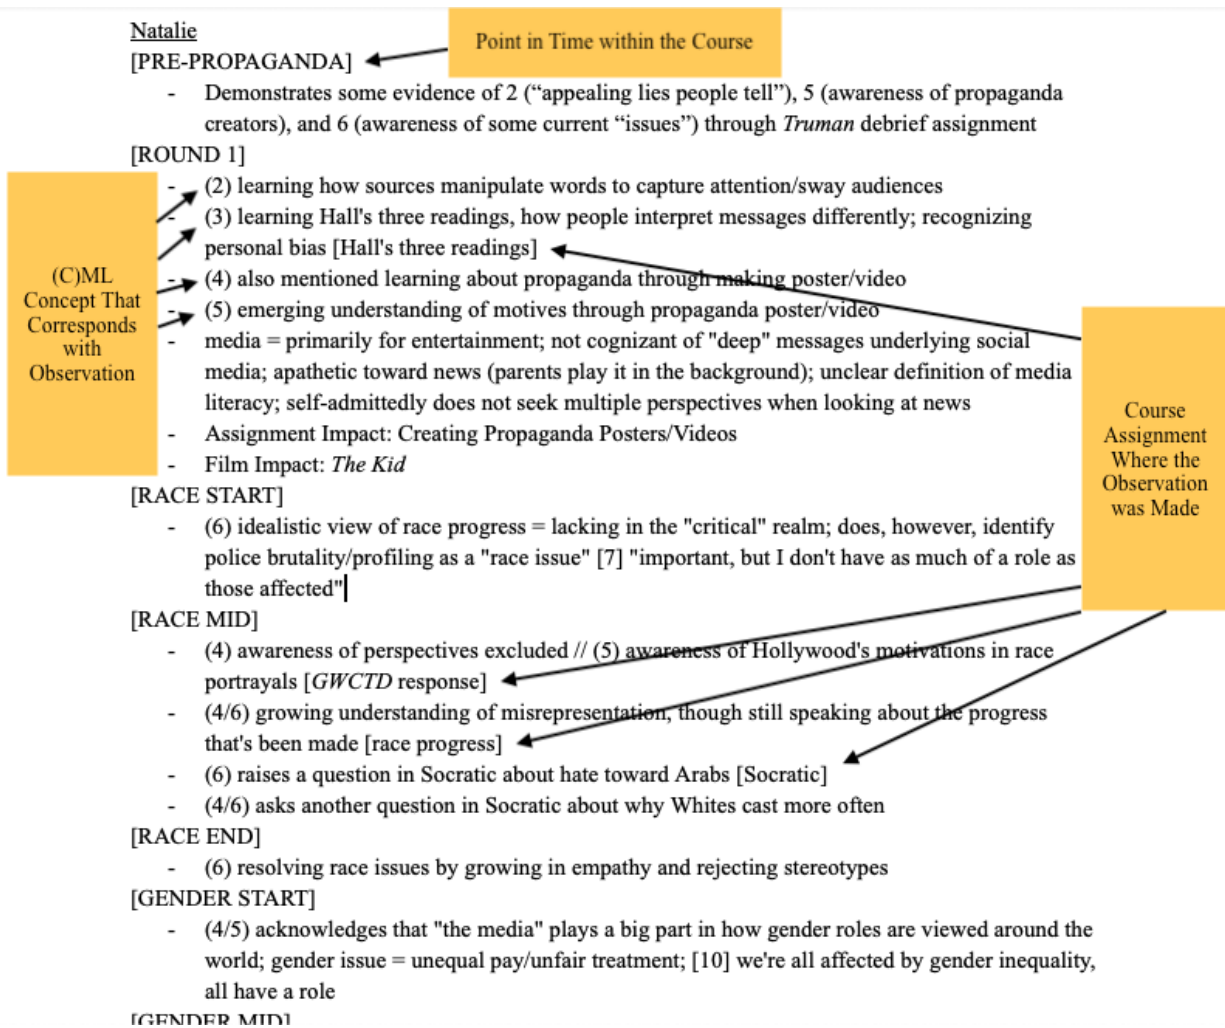 Natalie
Point in Time within the Course
[PRE-PROPAGANDA]
- Demonstrates some evidence of 2 (“appealing lies people tell”), 5 (awareness of propaganda
creators), and 6 (awareness of some current “issues”) through Truman debrief assignment
[ROUND 1]
- (2) learning how sources manipulate words to capture attention/sway audiences
- (3) learning Hall's three readings, how people interpret messages differently; recognizing
personal bias [Hall's three readings]
- (4) also mentioned learning about propaganda through making poster/video
- (5) emerging understanding of motives through propaganda poster/video
- media = primarily for entertainment; not cognizant of "deep" messages underlying social
media; apathetic toward news (parents play it in the background); unclear definition of media
literacy; self-admittedly does not seek multiple perspectives when looking at news
- Assignment Impact: Creating Propaganda Posters/Videos
- Film Impact: The Kid
(C)ML
Concept That
Corresponds
with
Observation
[RACE START]
- (6) idealistic view of race progress = lacking in the "critical" realm; does, however, identify
police brutality/profiling as a "race issue" [7] "important, but I don't have as much of a role as
those affected"
Course
Assignment
Where the
Observation
was Made
[RACE MID]
- (4) awareness of perspectives excluded // (5) awareness of Hollywood's motivations in race
portrayals [GWCTD response]
- (4/6) growing understanding of misrepresentation, though still speaking about the progress
that's been made [race progress]
- (6) raises a question in Socratic about hate toward Arabs [Socratic]
- (4/6) asks another question in Socratic about why Whites cast more often
[RACE END]
- (6) resolving race issues by growing in empathy and rejecting stereotypes
[GENDER START]
- (4/5) acknowledges that "the media" plays a big part in how gender roles are viewed around the
world; gender issue = unequal pay/unfair treatment; [10] we're all affected by gender inequality,
all have a role
[GENDER MID]